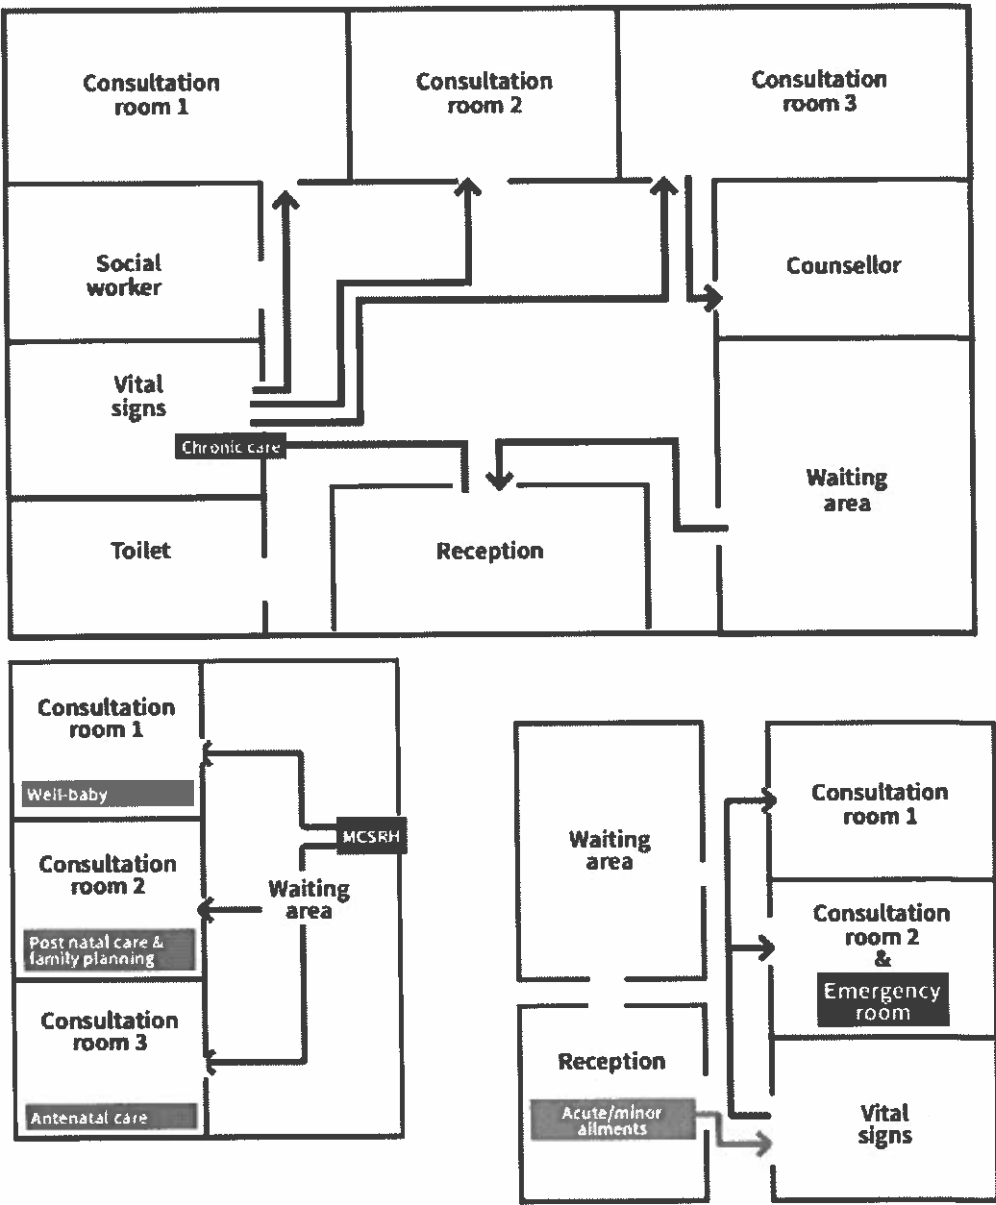 Consultation
room 1
Consultation
room 2
Consultation
room 3
Social
worker
Counsellor
Vital
signs
Chronic care
Waiting
area
Toilet
Reception
Consultation
room 1
Well-baby
MCSRH
Consultation
room 2
Waiting
area
Post natal care &
family planning
Consultation
room 3
Antenatal care
Waiting
area
Consultation
room 1
Consultation
room 2
&
Emergency
room
Reception
Acute/minor
ailments
Vital
signs